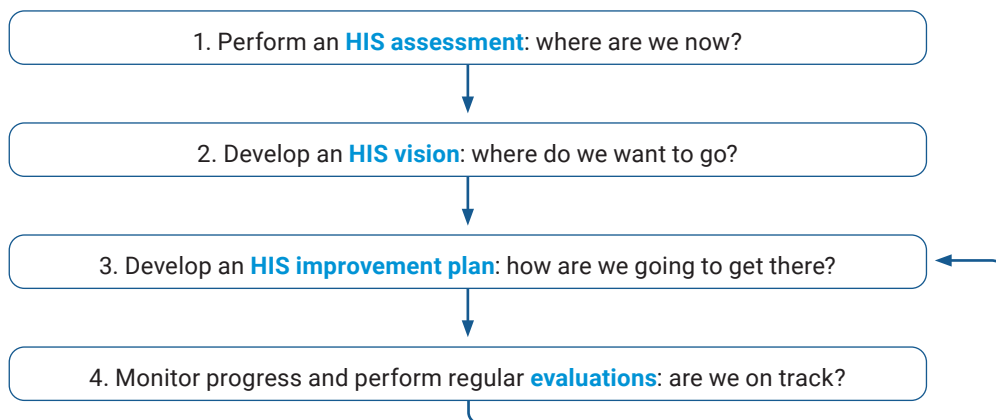 1. Perform an HIS assessment: where are we now?
2. Develop an HIS vision: where do we want to go?
3. Develop an HIS improvement plan: how are we going to get there?
4. Monitor progress and perform regular evaluations: are we on track?